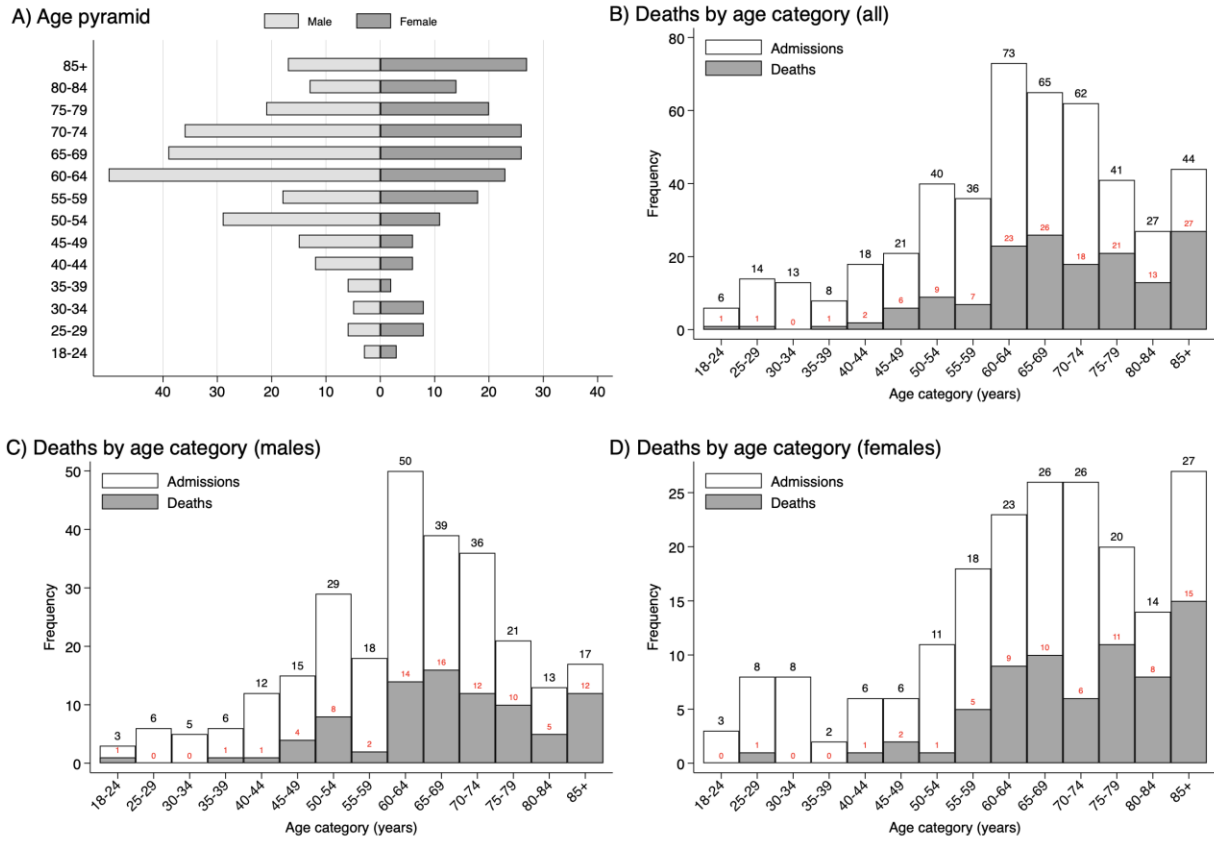 A) Age pyramid
Male Female
85+
80-84
75-79
70-74
65-69
60-64
55-59
50-54
45-49
40-44
35-39
30-34
25-29
18-24
40 30 20 10 0 10 20 30 40
B) Deaths by age category (all)
Admissions
Deaths
Frequency
80
60
40
20
0
6 14 13 8 18 21 40 36 73 65 62 41 27 44
1 1 0 1 2 6 9 7 23 26 18 21 13 27
18-24 25-29 30-34 35-39 40-44 45-49 50-54 55-59 60-64 65-69 70-74 75-79 80-84 85+
Age category (years)
C) Deaths by age category (males)
Admissions
Deaths
Frequency
50
40
30
20
10
0
3 6 5 6 12 15 29 18 50 39 36 21 13 17
1 0 0 1 1 4 8 2 14 16 12 10 5 12
18-24 25-29 30-34 35-39 40-44 45-49 50-54 55-59 60-64 65-69 70-74 75-79 80-84 85+
Age category (years)
D) Deaths by age category (females)
Admissions
Deaths
Frequency
25
20
15
10
5
0
3 8 8 2 6 6 11 18 23 26 26 20 14 27
0 1 0 0 1 2 1 5 9 10 6 11 8 15
18-24 25-29 30-34 35-39 40-44 45-49 50-54 55-59 60-64 65-69 70-74 75-79 80-84 85+
Age category (years)